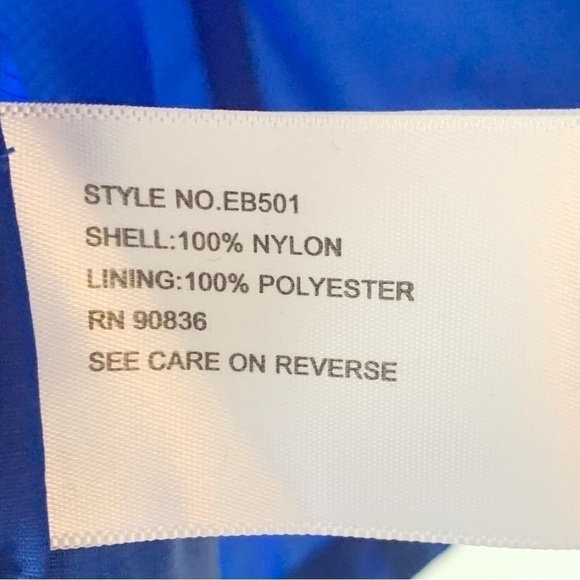 STYLE NO.EB501
SHELL:100% NYLON
LINING:100% POLYESTER
RN 90836
SEE CARE ON REVERSE